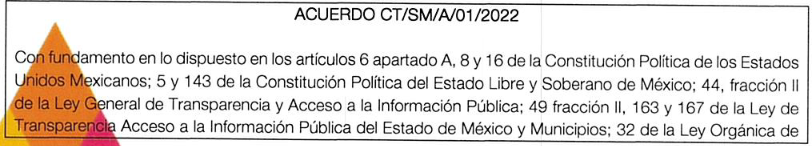 ACUERDO CT/SM/A/01/2022
Con fundamento en lo dispuesto en los artículos 6 apartado A, 8 y 16 de la Constitución Política de los Estados
Unidos Mexicanos; 5 y 143 de la Constitución Política del Estado Libre y Soberano de México; 44, fracción II
de la Ley General de Transparencia y Acceso a la Información Pública; 49 fracción II, 163 y 167 de la Ley de
Transparencia Acceso a la Información Pública del Estado de México y Municipios; 32 de la Ley Orgánica de